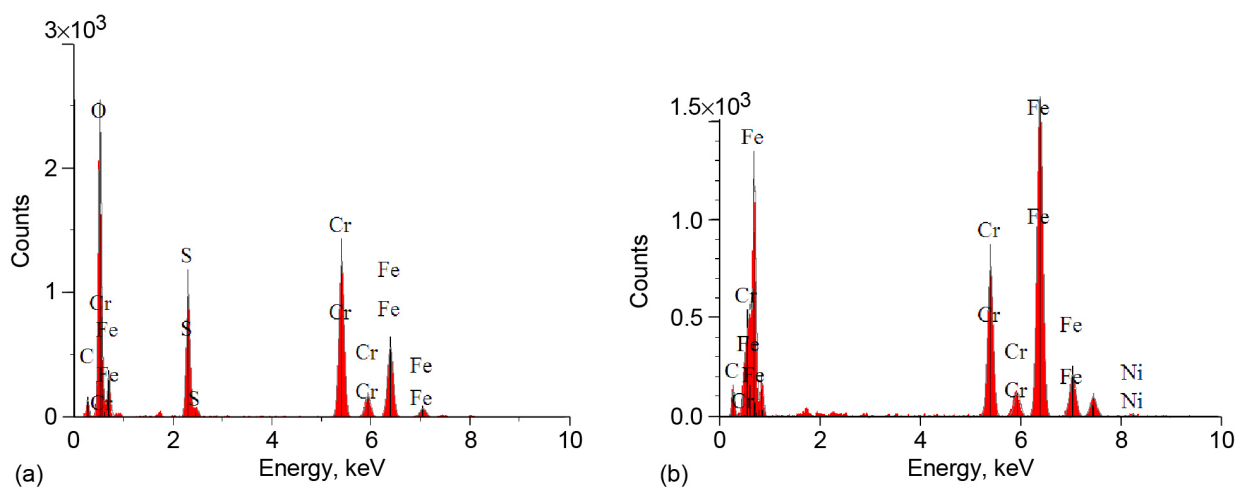 3×10³
Counts
2
1
0
O
Cr
Fe
C
Fe
Cr
S
S
S
Cr
Cr
Cr
Cr
Fe
Fe
Fe
Fe
0 2 4 6 8 10
Energy, keV
(a)
1.5×10³
Counts
1.0
0.5
0.0
Fe
Cr
Fe
C
Fe
Cr
Cr
Cr
Cr
Cr
Fe
Fe
Fe
Fe
Ni
Ni
0 2 4 6 8 10
Energy, keV
(b)